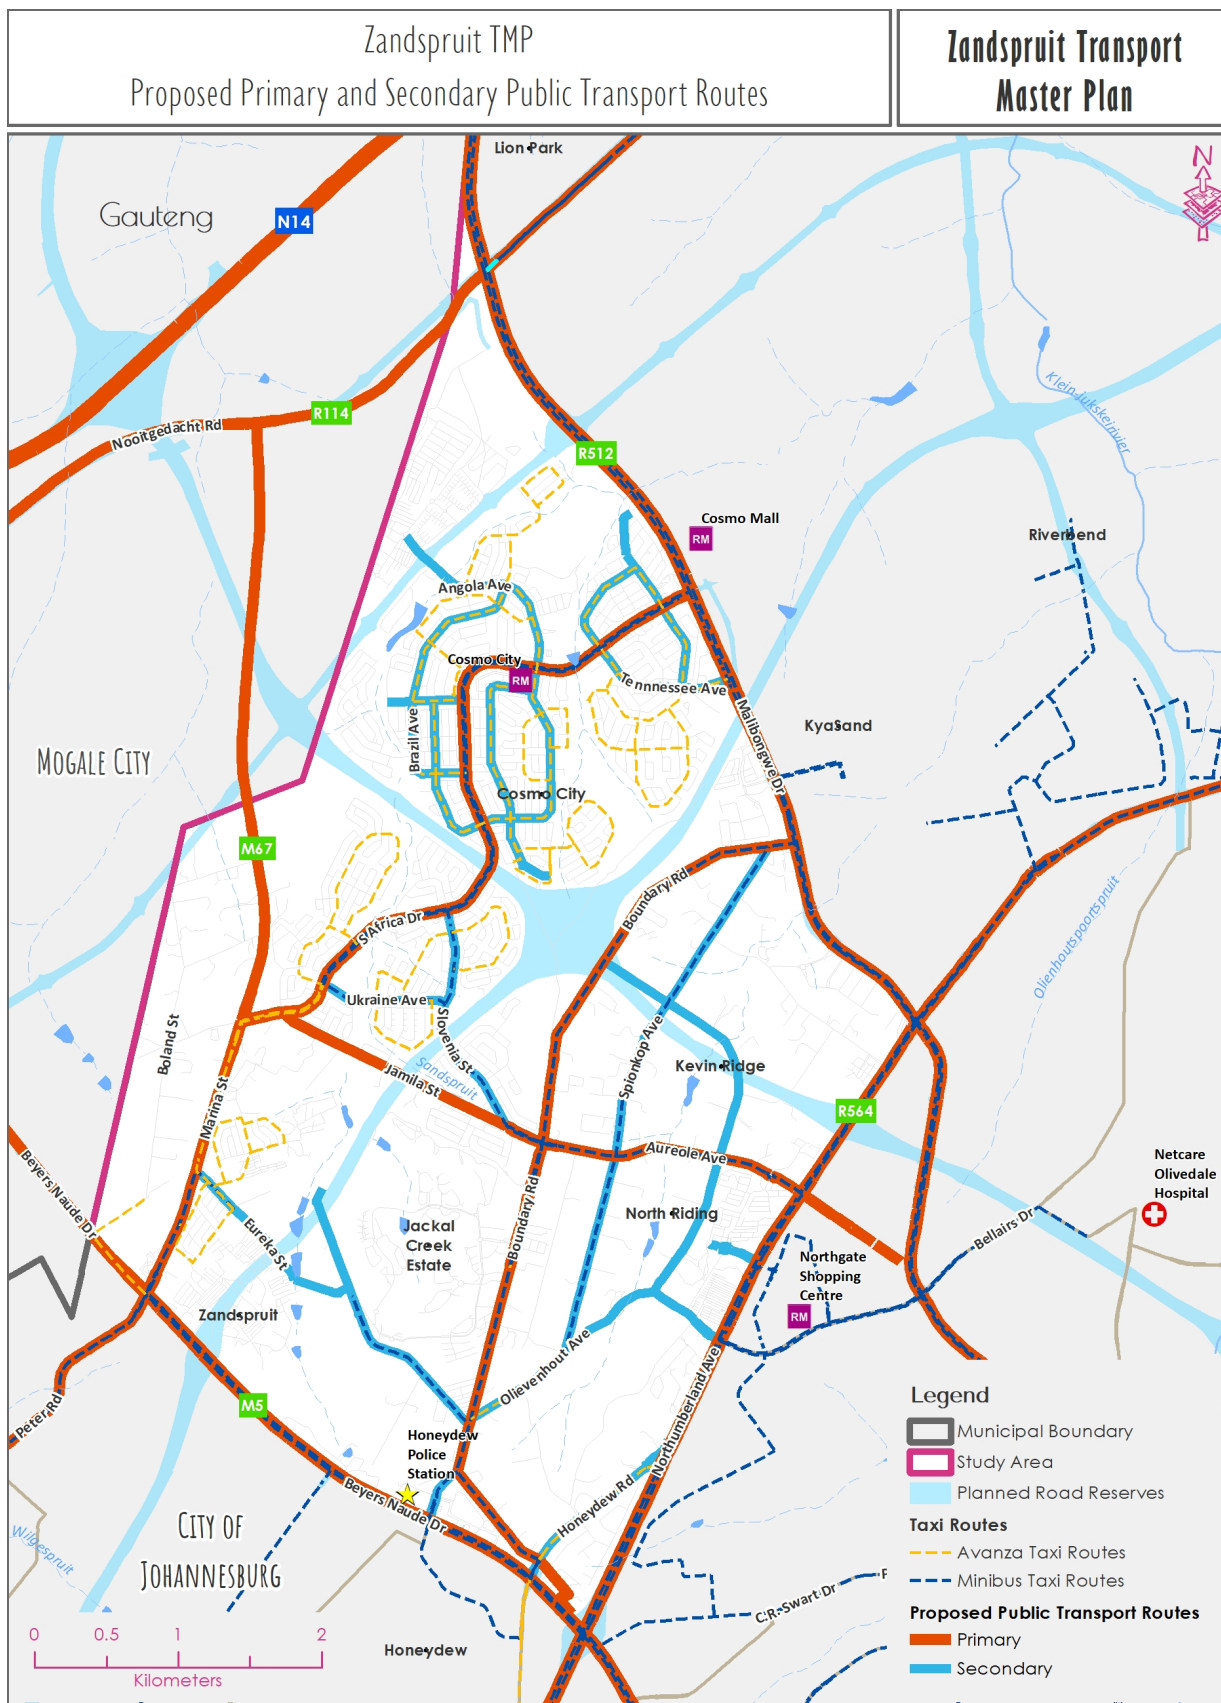 Zandspruit TMP
Proposed Primary and Secondary Public Transport Routes
Zandspruit Transport
Master Plan
Lion Park
N
Gauteng
N14
R114
Nooitgedacht Rd
R512
Klein Jukskeirivier
Cosmo Mall
RM
Riverbend
Angola Ave
Cosmo City
RM
Tennnessee Ave
Brazil Ave
Malibongwe Dr
KyaSand
MOGALE CITY
Cosmo City
M67
Boundary Rd
S Africa Dr
Olienhoutspoortspruit
Ukraine Ave
Boland St
Slovenia St
Spionkop Ave
Kevin Ridge
Sandspruit
Jamila St
Marina St
R564
Aureole Ave
Netcare
Olivedale
Hospital
Beyers Naude Dr
Boundary Rd
North Riding
Jackal
Creek
Estate
Eureka St
Bellairs Dr
Northgate
Shopping
Centre
RM
Zandspruit
Olievenhout Ave
Northumberland Ave
Peter Rd
M5
Honeydew
Police
Station
Beyers Naude Dr
Honeydew Rd
Wilgespruit
CITY OF
JOHANNESBURG
C.R. Swart Dr
Honeydew
0 0.5 1 2
Kilometers
Legend
Municipal Boundary
Study Area
Planned Road Reserves
Taxi Routes
Avanza Taxi Routes
Minibus Taxi Routes
Proposed Public Transport Routes
Primary
Secondary